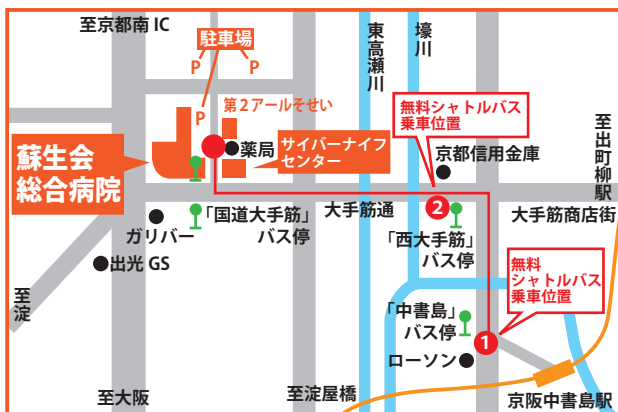 至京都南IC
駐車場
P
P
P
東高瀬川
壕川
第２アールそせい
無料シャトルバス
乗車位置
至出町柳駅
蘇生会
総合病院
薬局
サイバーナイフ
センター
京都信用金庫
2
大手筋通
大手筋商店街
「国道大手筋」
バス停
ガリバー
「西大手筋」
バス停
出光GS
無料
シャトルバス
乗車位置
至淀
「中書島」
バス停
1
ローソン
至大阪
至淀屋橋
京阪中書島駅